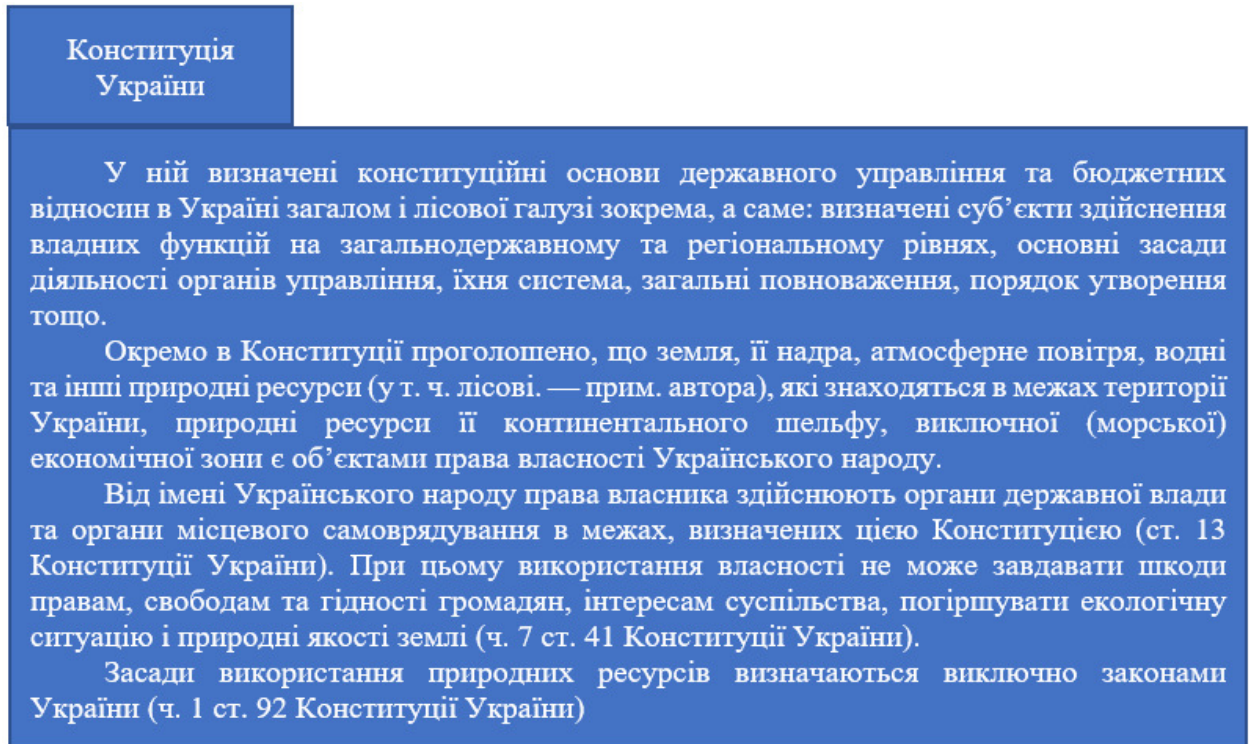 Конституція
України
У ній визначені конституційні основи державного управління та бюджетних
відносин в Україні загалом і лісової галузі зокрема, а саме: визначені суб’єкти здійснення
владних функцій на загальнодержавному та регіональному рівнях, основні засади
діяльності органів управління, їхня система, загальні повноваження, порядок утворення
тощо.
Окремо в Конституції проголошено, що земля, її надра, атмосферне повітря, водні
та інші природні ресурси (у т. ч. лісові. — прим. автора), які знаходяться в межах території
України, природні ресурси її континентального шельфу, виключної (морської)
економічної зони є об’єктами права власності Українського народу.
Від імені Українського народу права власника здійснюють органи державної влади
та органи місцевого самоврядування в межах, визначених цією Конституцією (ст. 13
Конституції України). При цьому використання власності не може завдавати шкоди
правам, свободам та гідності громадян, інтересам суспільства, погіршувати екологічну
ситуацію і природні якості землі (ч. 7 ст. 41 Конституції України).
Засади використання природних ресурсів визначаються виключно законами
України (ч. 1 ст. 92 Конституції України)